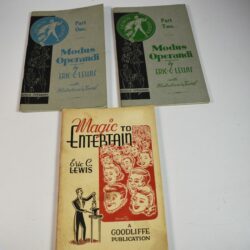 Part
One.
Modus
Operandi
by
ERIC C LEWIS
Part
Two.
Modus
Operandi
by
ERIC C LEWIS
Magic TO
ENTERTAIN
Eric C.
LEWIS
A
GOODLIFFE
PUBLICATION